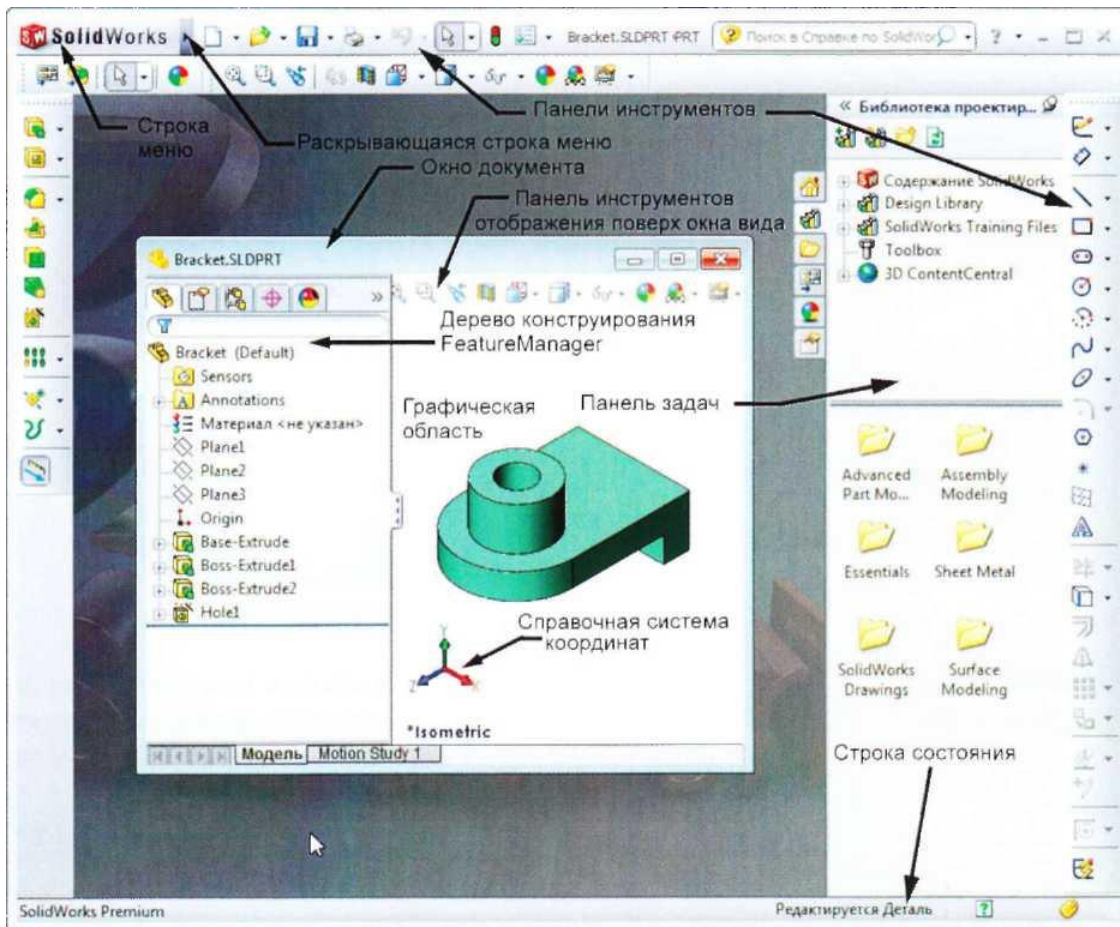 SolidWorks
Bracket.SLDPRT PRT
Поиск в Справке по SolidWor
Строка
меню
Раскрывающаяся строка меню
Окно документа
Панели инструментов
Панель инструментов
отображения поверх окна вида
« Библиотека проектир...
Содержание SolidWorks
Design Library
SolidWorks Training Files
Toolbox
3D ContentCentral
Bracket.SLDPRT
»
Дерево конструирования
FeatureManager
Bracket (Default)
Sensors
Annotations
Материал <не указан>
Plane1
Plane2
Plane3
Origin
Base-Extrude
Boss-Extrude1
Boss-Extrude2
Hole1
Графическая
область
Панель задач
Advanced
Part Mo...
Assembly
Modeling
Essentials
Sheet Metal
SolidWorks
Drawings
Surface
Modeling
Справочная система
координат
Y
Z
X
*Isometric
Модель
Motion Study 1
Строка состояния
SolidWorks Premium
Редактируется Деталь